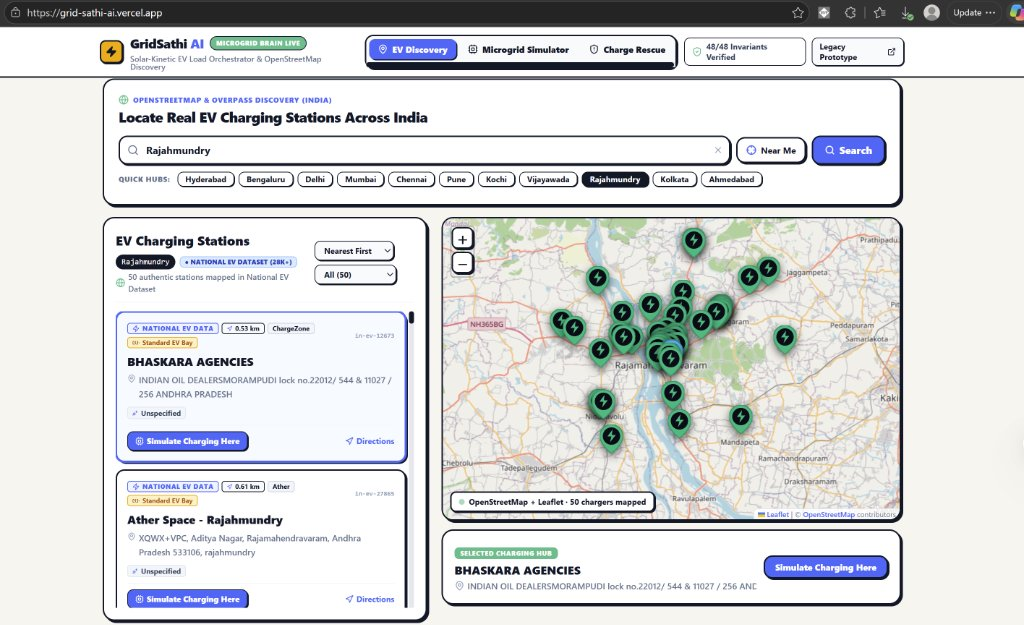 https://grid-sathi-ai.vercel.app
Update
GridSathi AI
MICROGRID BRAIN LIVE
Solar-Kinetic EV Load Orchestrator & OpenStreetMap
Discovery
EV Discovery
Microgrid Simulator
Charge Rescue
48/48 Invariants
Verified
Legacy
Prototype
OPENSTREETMAP & OVERPASS DISCOVERY (INDIA)
Locate Real EV Charging Stations Across India
Rajahmundry
Near Me
Search
QUICK HUBS:
Hyderabad
Bengaluru
Delhi
Mumbai
Chennai
Pune
Kochi
Vijayawada
Rajahmundry
Kolkata
Ahmedabad
EV Charging Stations
Nearest First
Rajahmundry
NATIONAL EV DATASET (28K+)
50 authentic stations mapped in National EV
Dataset
All (50)
NATIONAL EV DATA
0.53 km
ChargeZone
in-ev-12673
Standard EV Bay
BHASKARA AGENCIES
INDIAN OIL DEALERSMORAMPUDI lock no.22012/ 544 & 11027 /
256 ANDHRA PRADESH
Unspecified
Simulate Charging Here
Directions
NATIONAL EV DATA
0.61 km
Ather
in-ev-27865
Standard EV Bay
Ather Space - Rajahmundry
XQWX+VPC, Aditya Nagar, Rajamahendravaram, Andhra
Pradesh 533106, rajahmundry
Unspecified
Simulate Charging Here
Directions
+
−
Prathipadu
Jaggampeta
NH365BG
Peddapuram
Samarlakota
Mandapeta
Ramachandrapuram
Draksharamam
Chebrolu
Tadepallegudem
Ravulapalem
OpenStreetMap + Leaflet · 50 chargers mapped
Leaflet | © OpenStreetMap contributors
SELECTED CHARGING HUB
BHASKARA AGENCIES
INDIAN OIL DEALERSMORAMPUDI lock no.22012/ 544 & 11027 / 256 AND
Simulate Charging Here